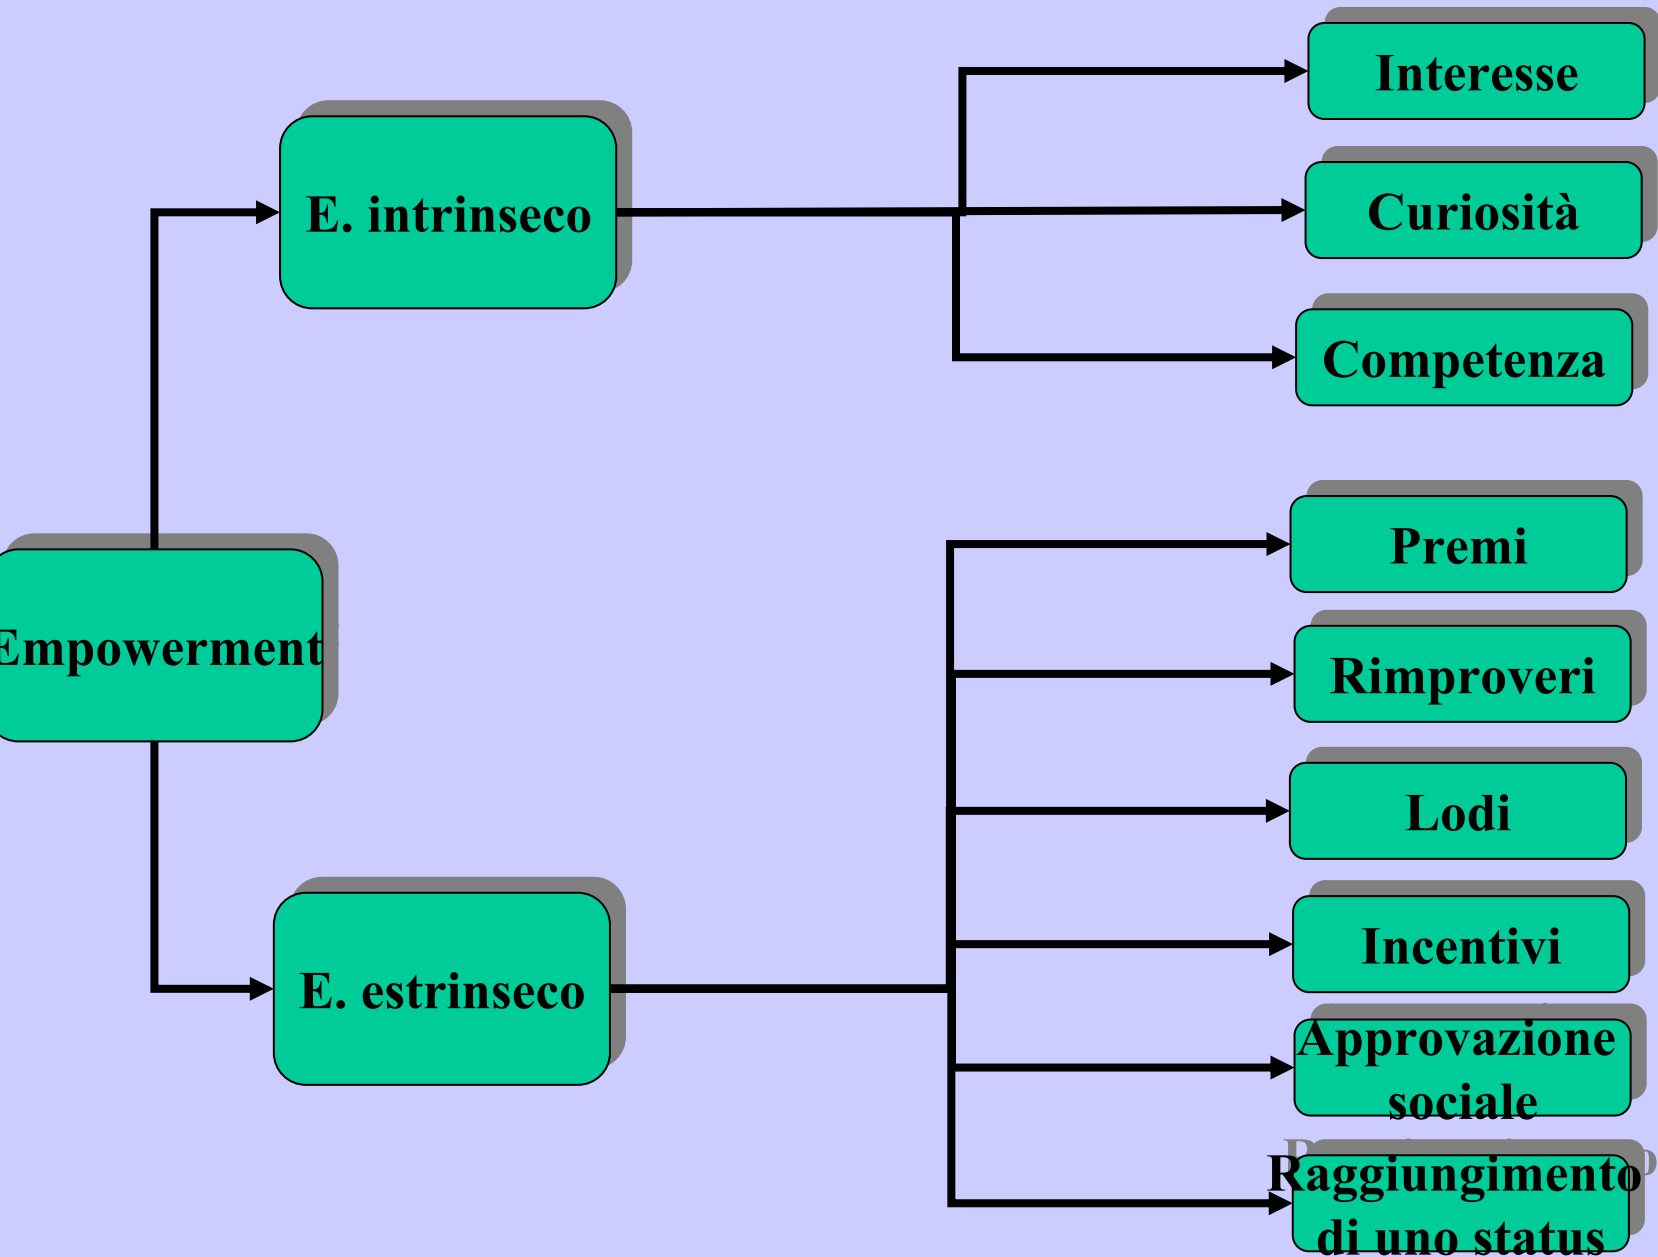 Interesse
E. intrinseco
Curiosità
Competenza
Empowerment
Premi
Rimproveri
Lodi
E. estrinseco
Incentivi
Approvazione
sociale
Raggiungimento
di uno status